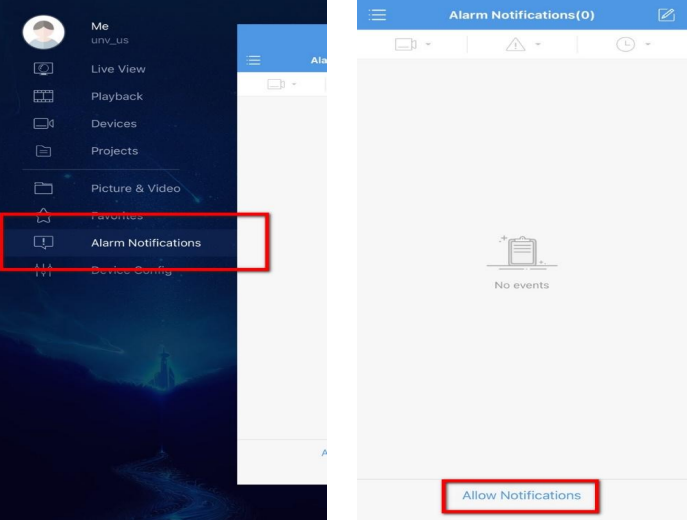 Me
unv_us
Live View
Playback
Devices
Projects
Picture & Video
Favorites
Alarm Notifications
Device Config
Ala
A
Alarm Notifications(0)
No events
Allow Notifications